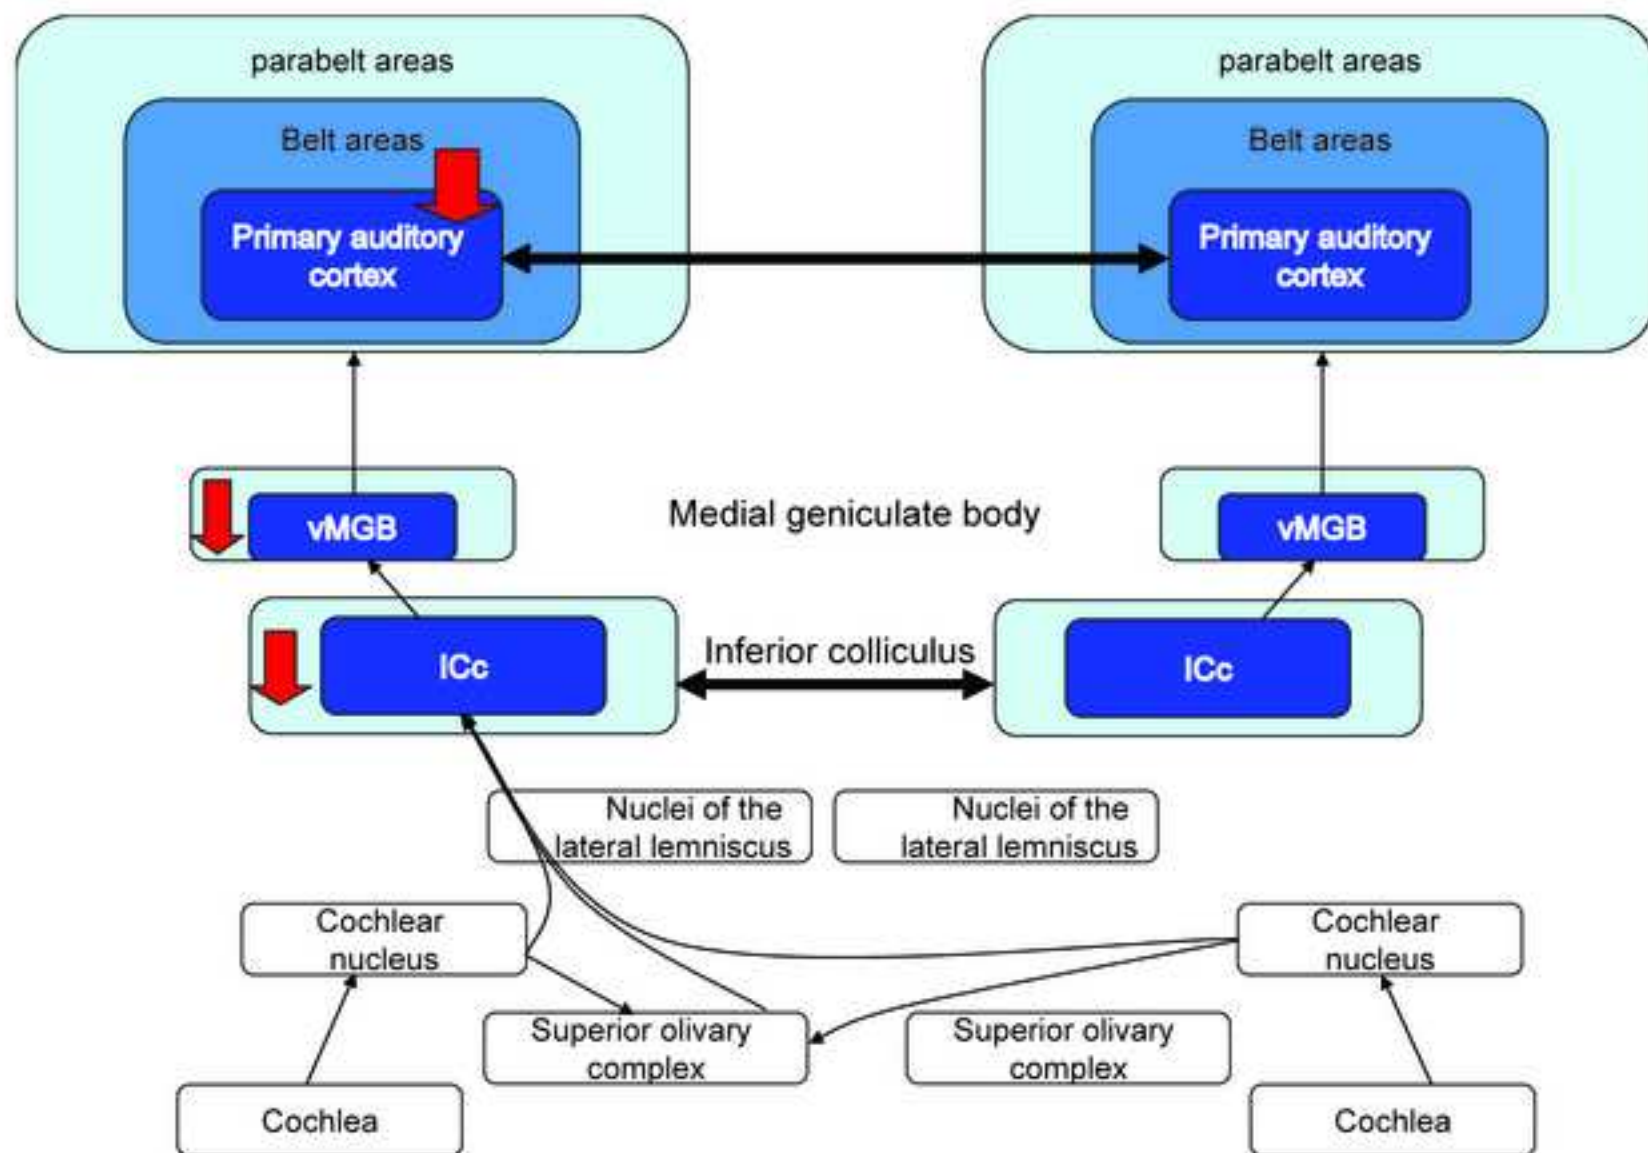 parabelt areas
parabelt areas
Belt areas
Belt areas
Primary auditory
cortex
Primary auditory
cortex
vMGB
Medial geniculate body
vMGB
ICc
Inferior colliculus
ICc
Nuclei of the
lateral lemniscus
Nuclei of the
lateral lemniscus
Cochlear
nucleus
Cochlear
nucleus
Superior olivary
complex
Superior olivary
complex
Cochlea
Cochlea